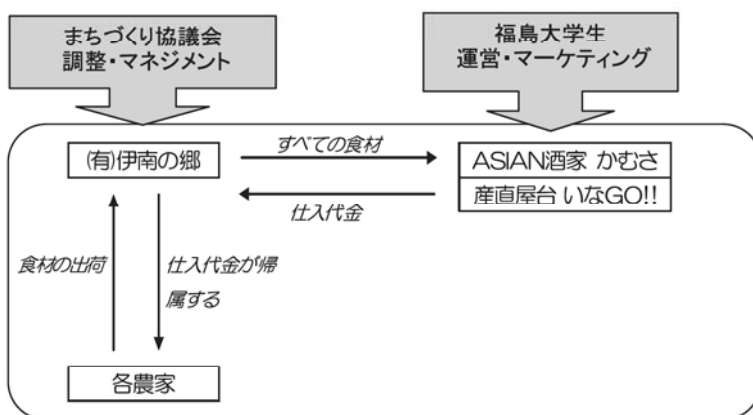 まちづくり協議会
調整・マネジメント
福島大学生
運営・マーケティング
(有)伊南の郷
すべての食材
ASIAN酒家 かむさ
産直屋台 いなGO!!
仕入代金
食材の出荷
仕入代金が帰
属する
各農家